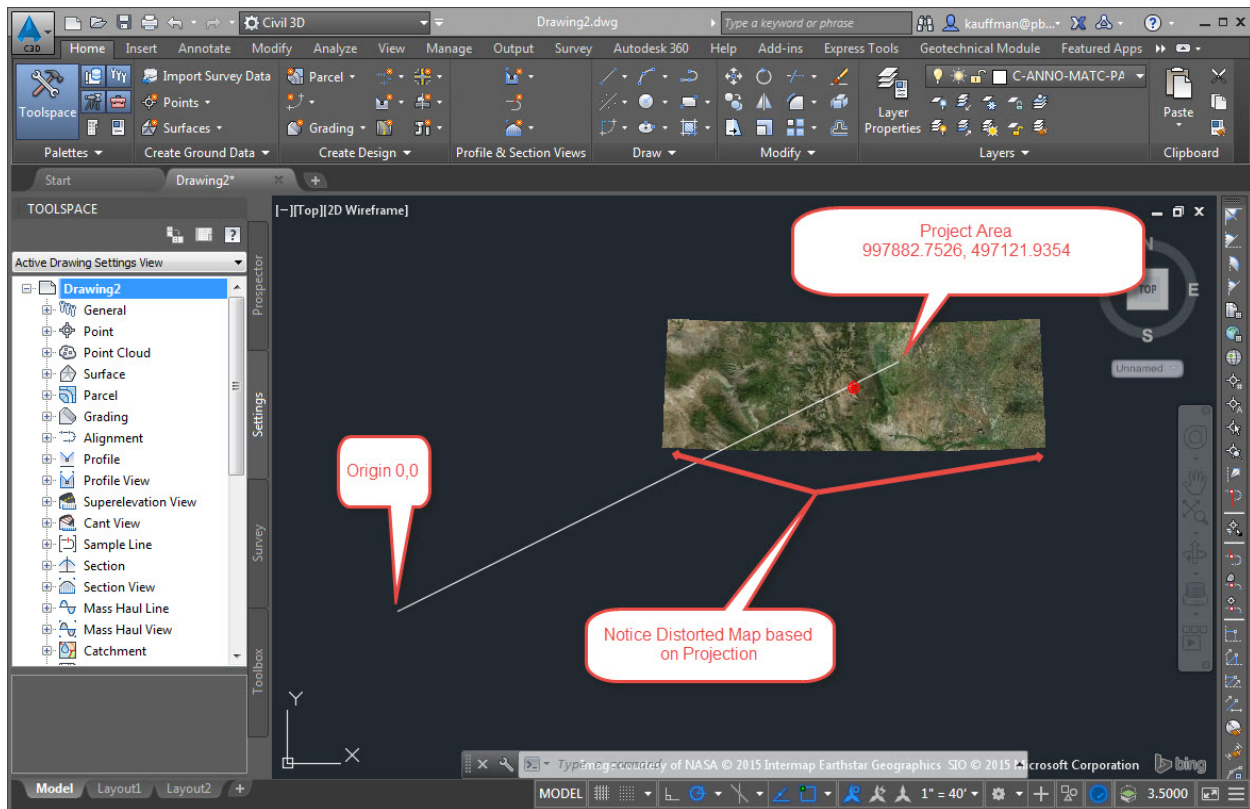 Civil 3D
Drawing2.dwg
Type a keyword or phrase
kauffman@pb...
C3D
Home Insert Annotate Modify Analyze View Manage Output Survey Autodesk 360 Help Add-ins Express Tools Geotechnical Module Featured Apps
Toolspace
Import Survey Data
Points
Surfaces
Parcel
Grading
Layer
Properties
C-ANNO-MATC-PA
Paste
Palettes
Create Ground Data
Create Design
Profile & Section Views
Draw
Modify
Layers
Clipboard
Start
Drawing2*
TOOLSPACE
Active Drawing Settings View
Drawing2
General
Point
Point Cloud
Surface
Parcel
Grading
Alignment
Profile
Profile View
Superelevation View
Cant View
Sample Line
Section
Section View
Mass Haul Line
Mass Haul View
Catchment
Prospector
Settings
Survey
Toolbox
[–][Top][2D Wireframe]
Project Area
997882.7526, 497121.9354
N
TOP
E
S
Unnamed
Origin 0,0
Notice Distorted Map based
on Projection
Y
X
of NASA © 2015 Intermap Earthstar Geographics SIO © 2015 Microsoft Corporation
bing
Model Layout1 Layout2 +
MODEL
1" = 40'
3.5000